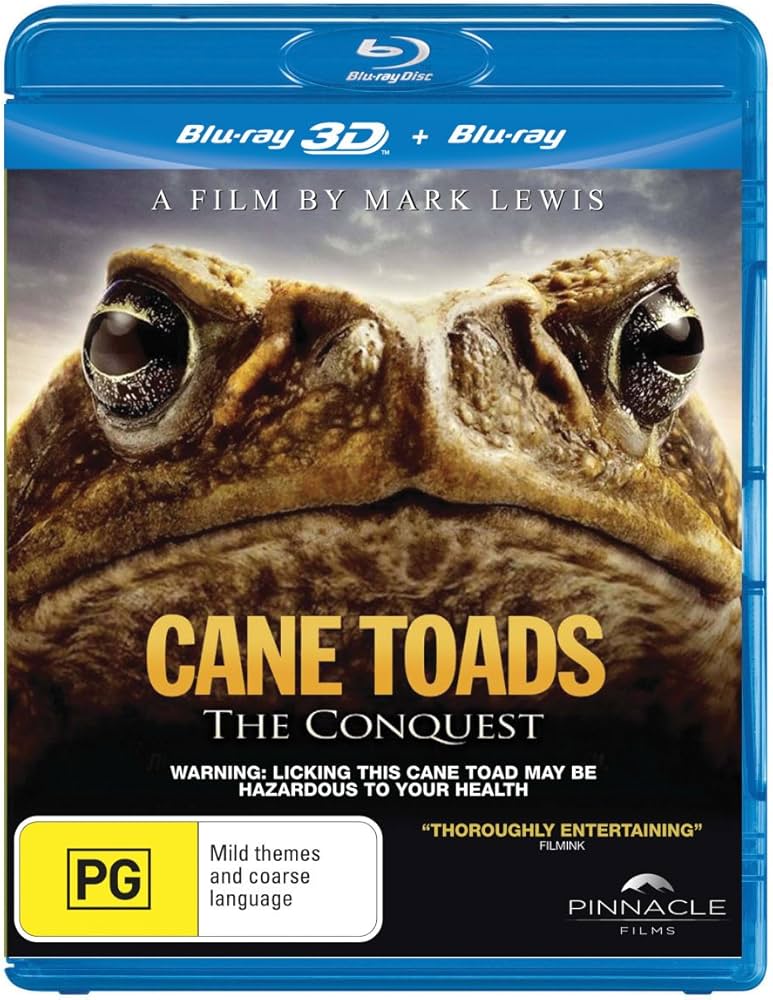 Blu-ray Disc
Blu-ray 3D™ + Blu-ray
A FILM BY MARK LEWIS
CANE TOADS
THE CONQUEST
WARNING: LICKING THIS CANE TOAD MAY BE
HAZARDOUS TO YOUR HEALTH
PG
Mild themes
and coarse
language
“THOROUGHLY ENTERTAINING”
FILMINK
PINNACLE
FILMS